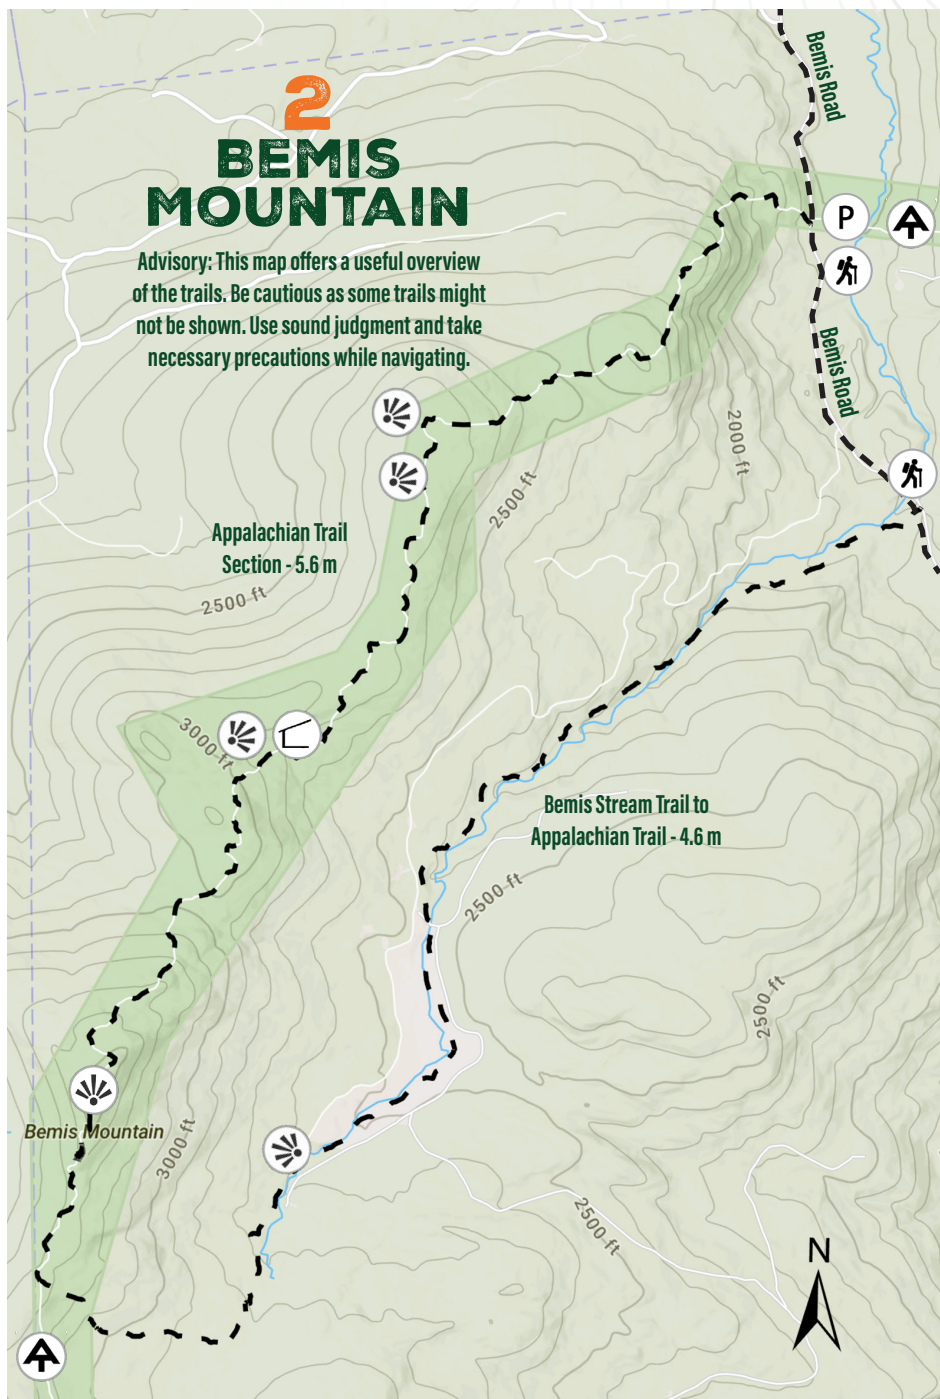 2
BEMIS
MOUNTAIN
Advisory: This map offers a useful overview
of the trails. Be cautious as some trails might
not be shown. Use sound judgment and take
necessary precautions while navigating.
Bemis Road
P
Bemis Road
2000 ft
2500 ft
Appalachian Trail
Section - 5.6 m
2500 ft
3000 ft
Bemis Stream Trail to
Appalachian Trail - 4.6 m
2500 ft
2500 ft
Bemis Mountain
3000 ft
2500 ft
N